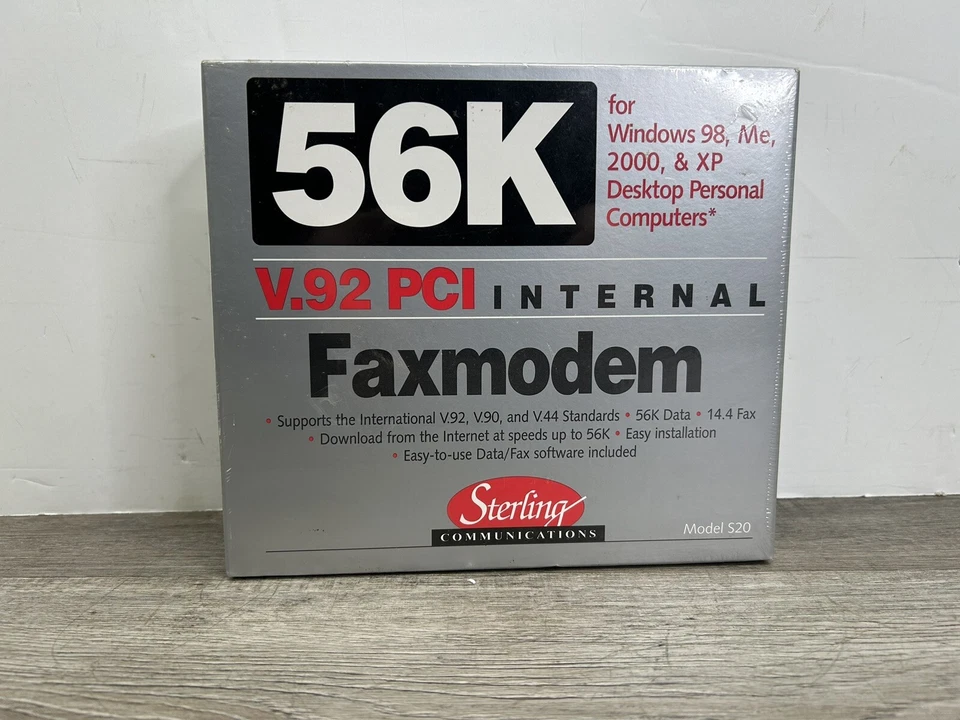 56K
for
Windows 98, Me,
2000, & XP
Desktop Personal
Computers*
V.92 PCI INTERNAL
Faxmodem
• Supports the International V.92, V.90, and V.44 Standards • 56K Data • 14.4 Fax
• Download from the Internet at speeds up to 56K • Easy installation
• Easy-to-use Data/Fax software included
Sterling
COMMUNICATIONS
Model S20